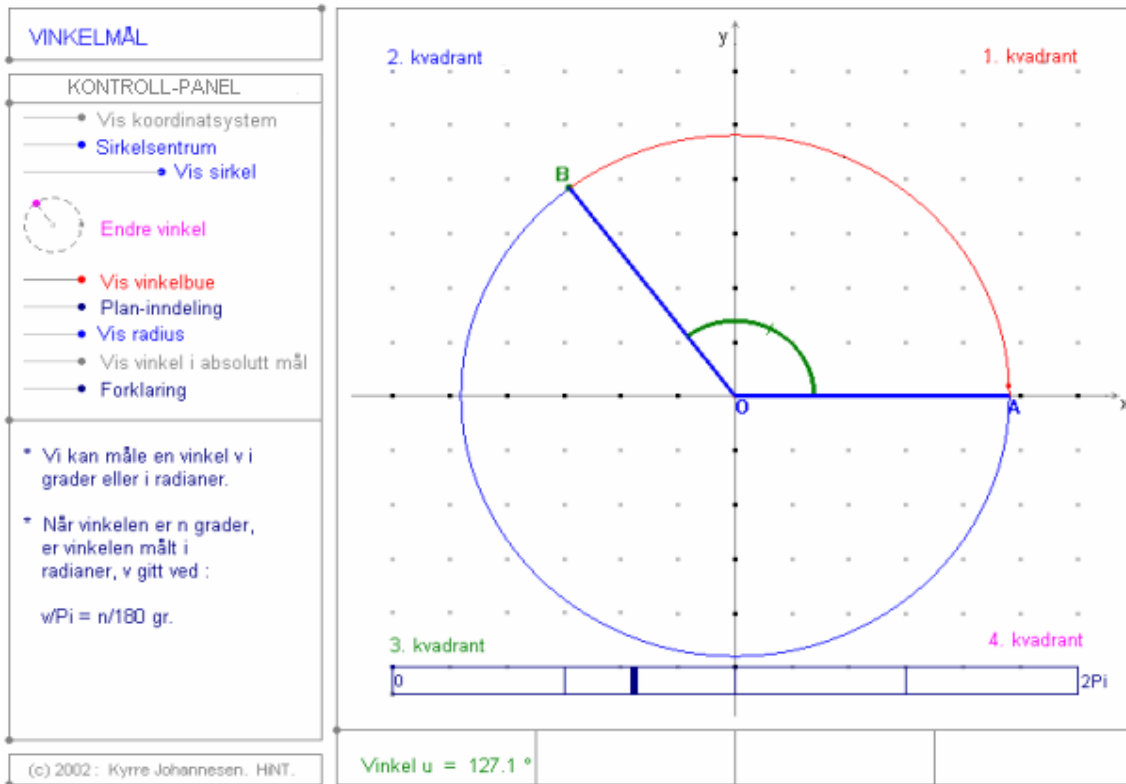 VINKELMÅL
KONTROLL-PANEL
Vis koordinatsystem
Sirkelsentrum
Vis sirkel
Endre vinkel
Vis vinkelbue
Plan-inndeling
Vis radius
Vis vinkel i absolutt mål
Forklaring
* Vi kan måle en vinkel v i
grader eller i radianer.
* Når vinkelen er n grader,
er vinkelen målt i
radianer, v gitt ved :
v/Pi = n/180 gr.
(c) 2002 : Kyrre Johannesen. HiNT.
y
2. kvadrant
1. kvadrant
B
O
A
x
3. kvadrant
4. kvadrant
0
2Pi
Vinkel u = 127.1 °